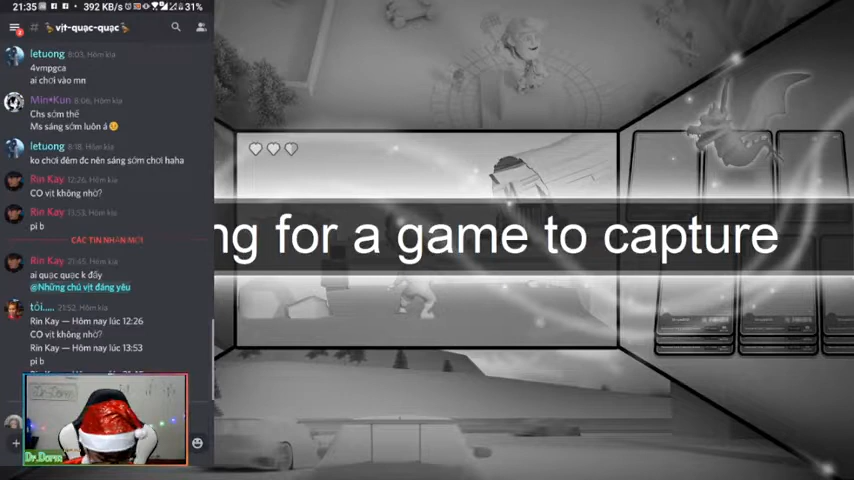 21:35
392 KB/s
31%
# 🦆vịt-quạc-quạc🦆
letuong 8:03, Hôm kia
4vmpgca
ai chơi vào mn
Min•Kun 8:06, Hôm kia
Chs sớm thế
Ms sáng sớm luôn á
letuong 8:18, Hôm kia
ko chơi đêm đc nên sáng sớm chơi haha
Rin Kay 12:26, Hôm kia
CO vịt không nhờ?
Rin Kay 13:53, Hôm kia
pi b
CÁC TIN NHẮN MỚI
Rin Kay 21:45, Hôm kia
ai quạc quạc k đấy
@Những chú vịt đáng yêu
tôi..... 21:52, Hôm kia
Rin Kay — Hôm nay lúc 12:26
CO vịt không nhờ?
Rin Kay — Hôm nay lúc 13:53
pi b
Dr.Dorm
ng for a game to capture